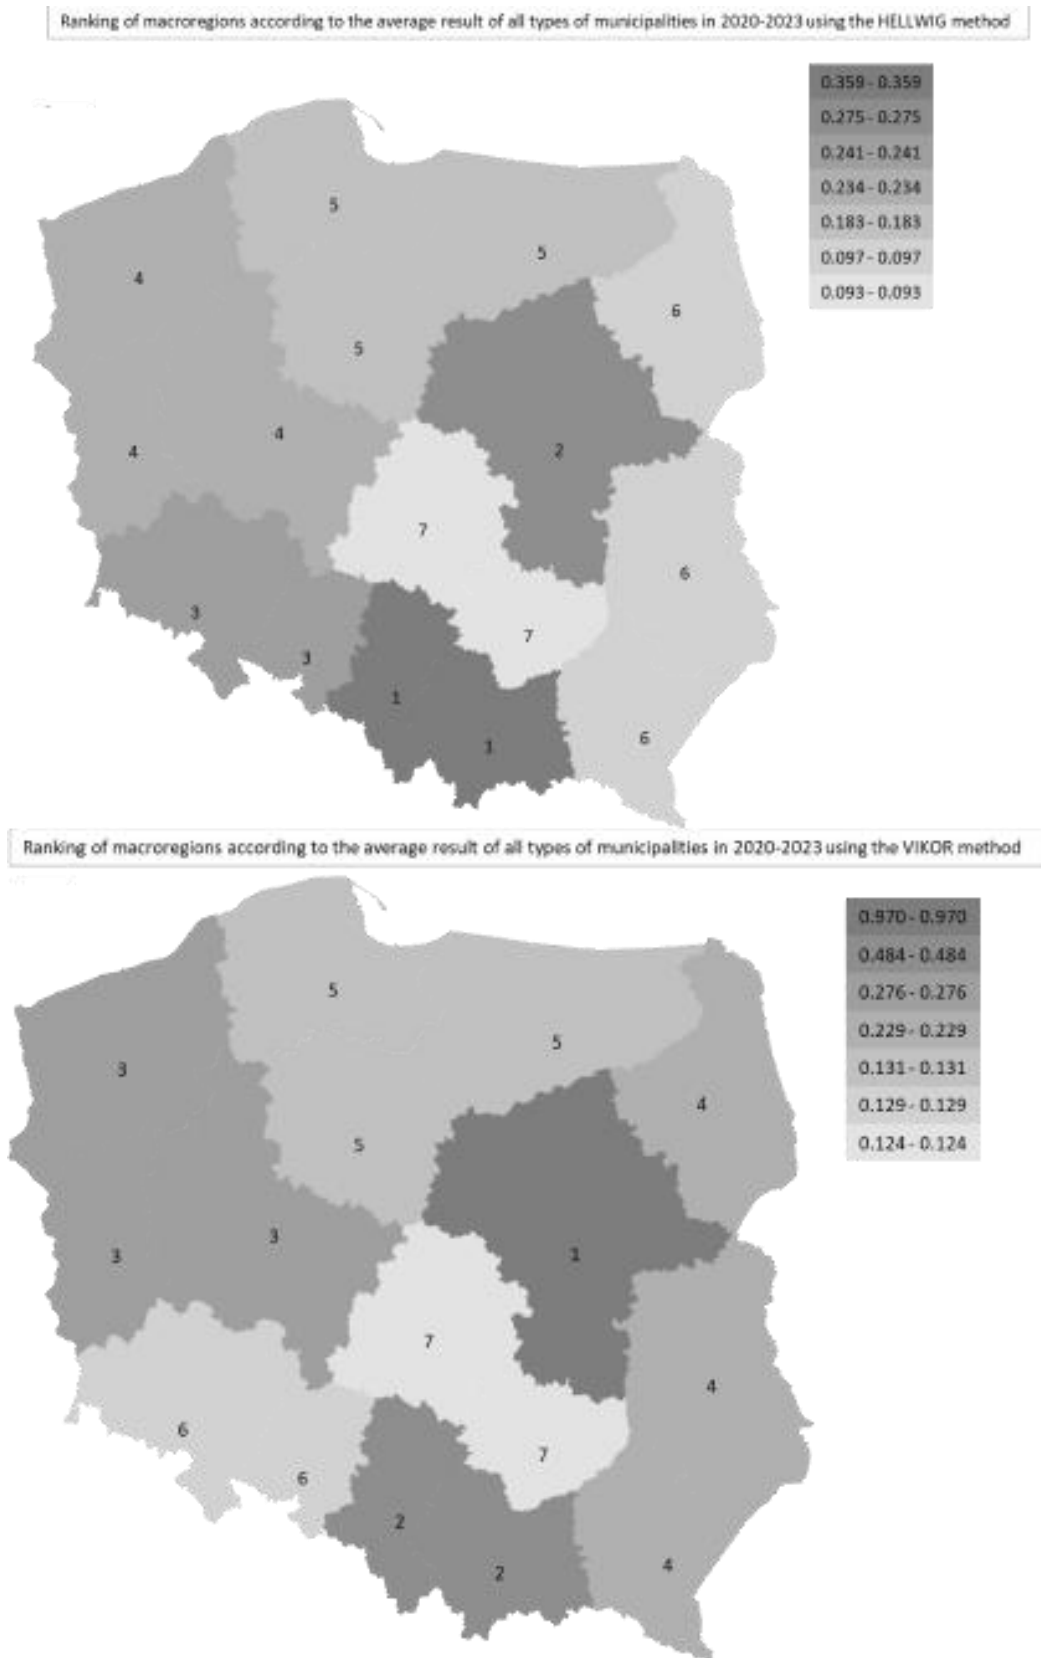 Ranking of macroregions according to the average result of all types of municipalities in 2020-2023 using the HELLWIG method
0.359 - 0.359
0.275 - 0.275
0.241 - 0.241
0.234 - 0.234
0.183 - 0.183
0.097 - 0.097
0.093 - 0.093
5
5
4
6
5
4
4
2
7
6
3
7
3
1
6
1
Ranking of macroregions according to the average result of all types of municipalities in 2020-2023 using the VIKOR method
0.970 - 0.970
0.484 - 0.484
0.276 - 0.276
0.229 - 0.229
0.131 - 0.131
0.129 - 0.129
0.124 - 0.124
5
5
3
4
5
3
3
1
7
4
6
7
6
2
4
2